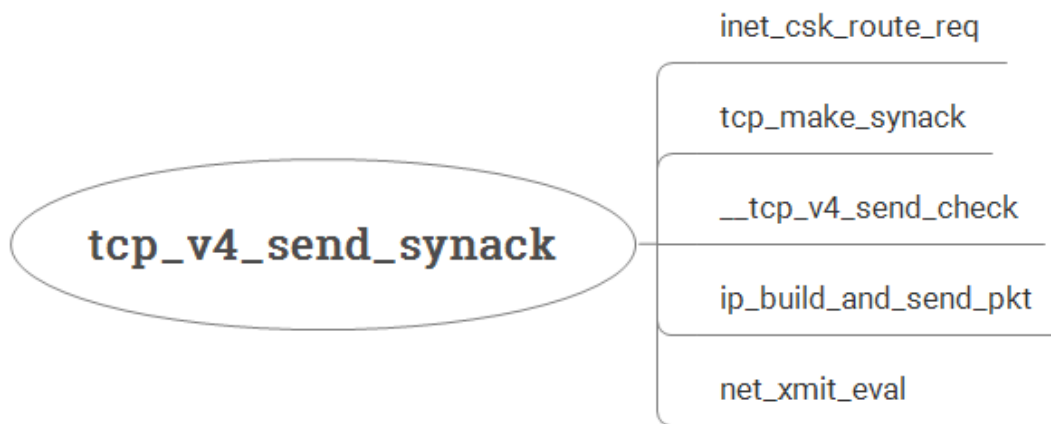 inet_csk_route_req
tcp_make_synack
__tcp_v4_send_check
tcp_v4_send_synack
ip_build_and_send_pkt
net_xmit_eval